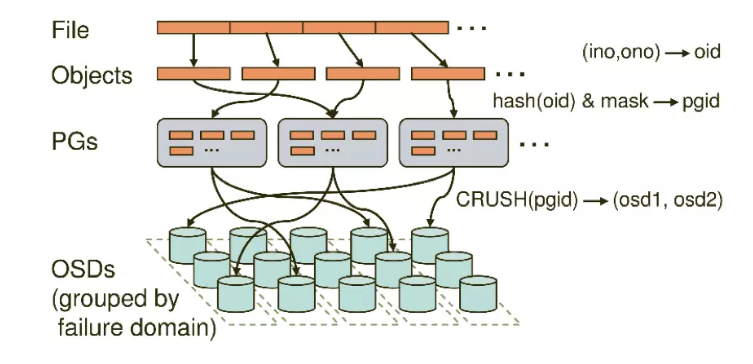 File
...
(ino,ono) → oid
Objects
...
hash(oid) & mask → pgid
PGs
...
...
...
...
CRUSH(pgid) → (osd1, osd2)
OSDs
(grouped by
failure domain)